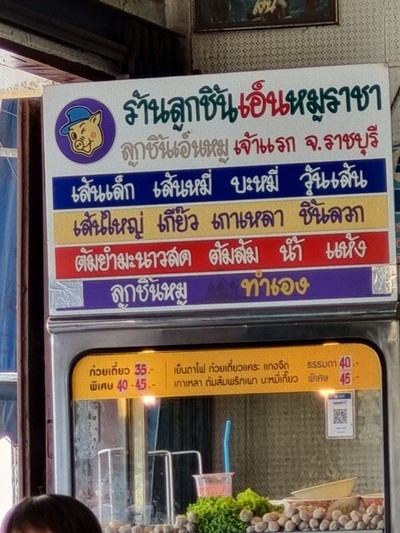 ร้านลูกชิ้นเอ็นหมูราชา
ลูกชิ้นเอ็นหมู เจ้าแรก จ.ราชบุรี
เส้นเล็ก เส้นหมี่ บะหมี่ วุ้นเส้น
เส้นใหญ่ เกี๊ยว เกาเหลา ชิ้นลวก
ต้มยำมะนาวสด ต้มส้ม น้ำ แห้ง
ลูกชิ้นหมู ทำเอง
ก๋วยเตี๋ยว 35.-
พิเศษ 40-45.-
เย็นตาโฟ ก๋วยเตี๋ยวแคระ แกงจืด ธรรมดา 40.-
เกาเหลา ต้มส้มพริกเผา บะหมี่เกี๊ยว พิเศษ 45.-